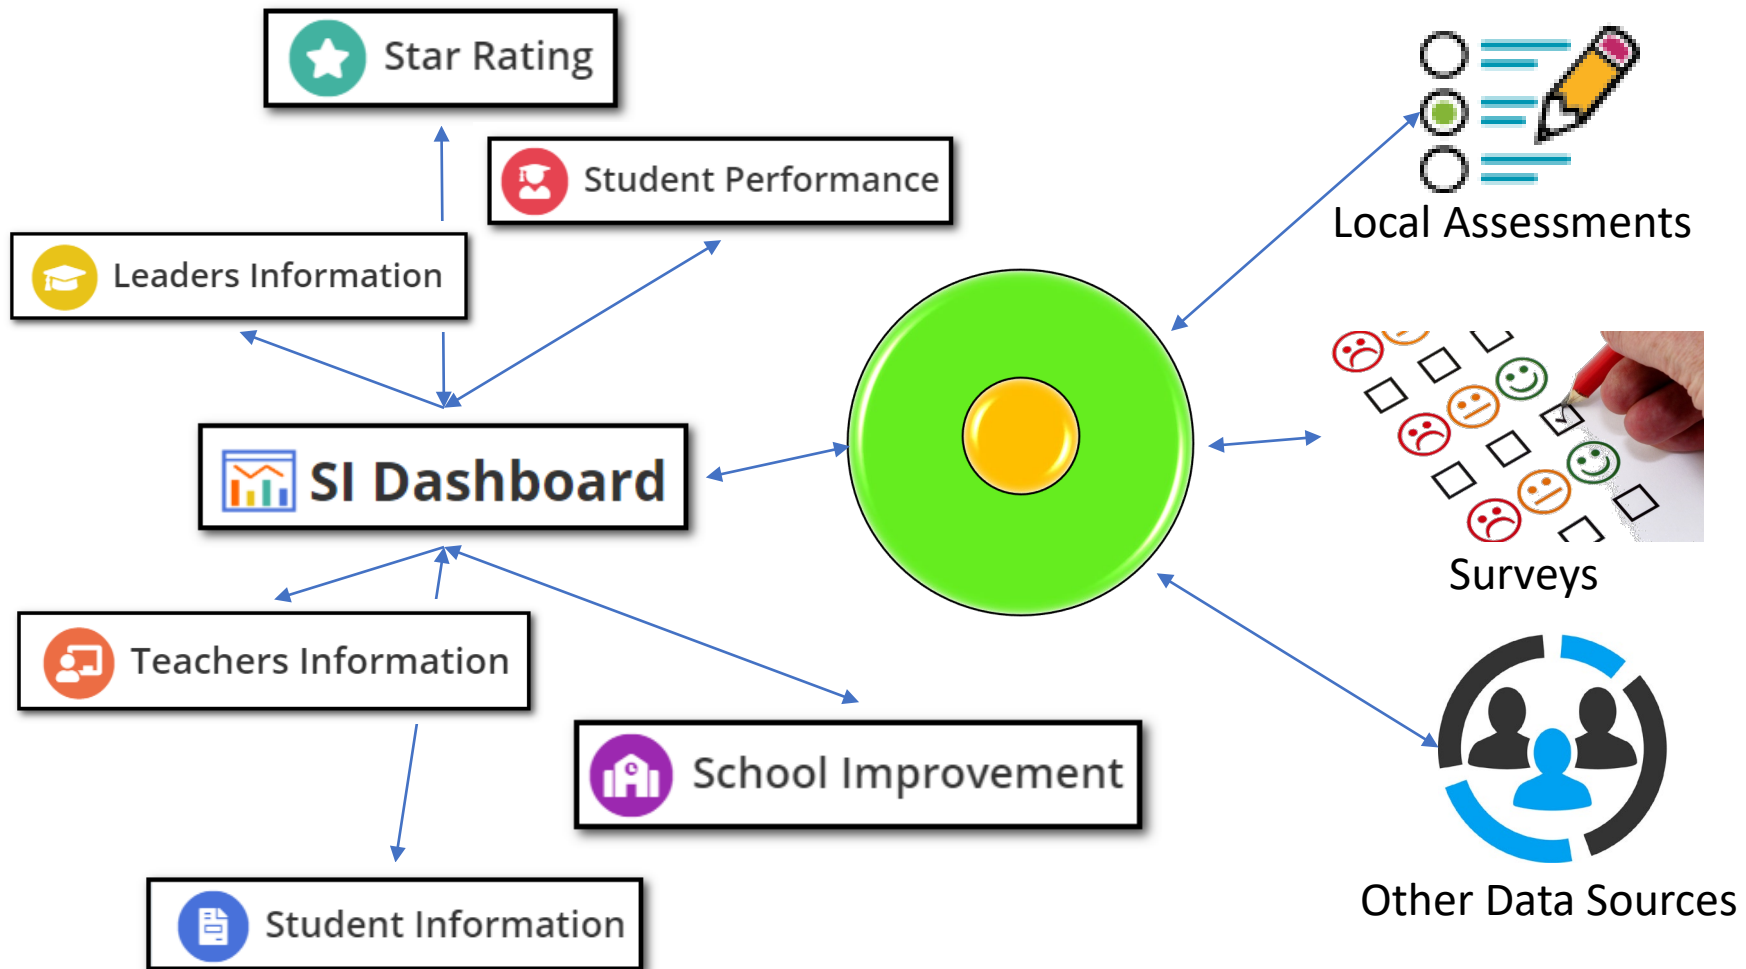 Star Rating
Student Performance
Leaders Information
SI Dashboard
Teachers Information
School Improvement
Student Information
Local Assessments
Surveys
Other Data Sources